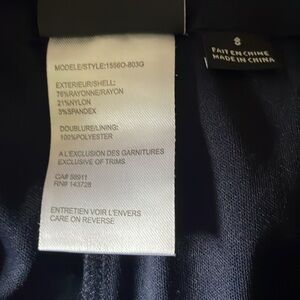 MODELE/STYLE:1556O-803G
EXTERIEUR/SHELL:
76%RAYONNE/RAYON
21%NYLON
3%SPANDEX
DOUBLURE/LINING:
100%POLYESTER
A L'EXCLUSION DES GARNITURES
EXCLUSIVE OF TRIMS
CA# 58911
RN# 143728
ENTRETIEN VOIR L'ENVERS
CARE ON REVERSE
8
FAIT EN CHINE
MADE IN CHINA